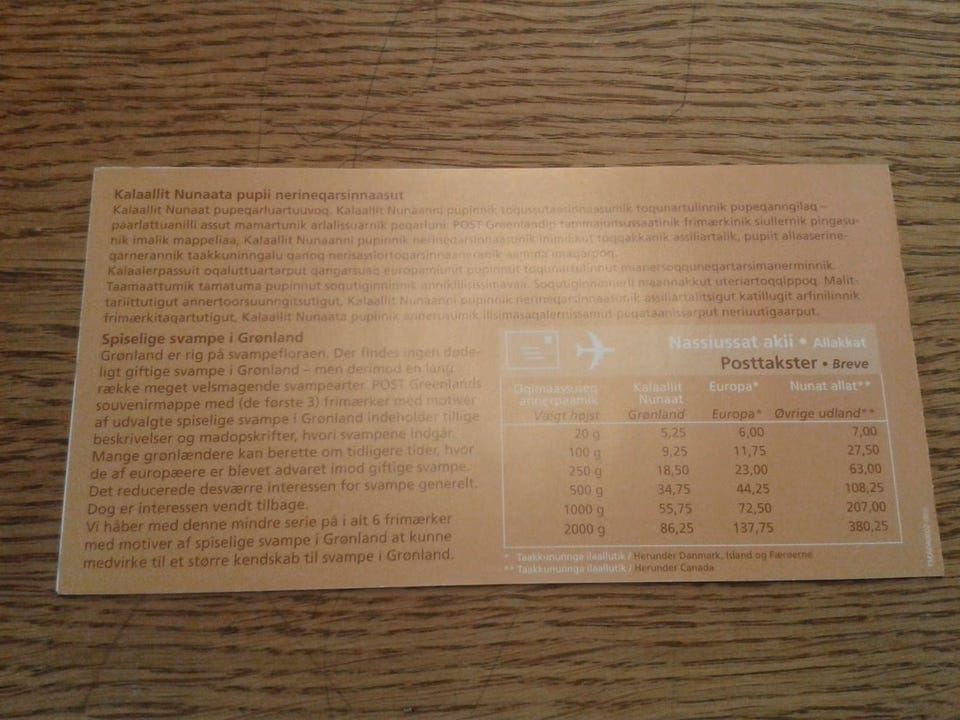 Kalaallit Nunaata pupii nerineqarsinnaasut
Kalaallit Nunaat pupeqarluartuuvoq. Kalaallit Nunaanni pupinnik toqussutaasinnaasumik toqunartulinnik pupeqanngilaq –
paarlattuanilli assut mamartunik arlalissuarnik peqarluni. POST Greenlandip tammajuitsussaatinik frimærkinik siullernik pingasu-
nik imalik mappeliaa, Kalaallit Nunaanni pupinnik nerineqarsinnaasunik toqqakkanik assiliartalik, pupiit allaaserine-
qarnerannik taakkuninngalu qanoq nerisassiortoqarsinnaaneranik aamma imaqarpoq.
Kalaalerpassuit oqaluttuartarput qangarsuaq europamiunit pupinnut toqunartulinnut mianersoqquneqartarsimanerminnik.
Taamaattumik tamatuma pupinnut soqutiginninneq annikillisissimavaa. Soqutiginninnerli maannakkut uteriartoqqippoq. Malit-
tariittutigut annertoorsuunngitsutigut, Kalaallit Nunaanni pupinnik nerineqarsinnaasunik assiliartalitsigut katillugit arfinilinnik
frimærkitaqartutigut, Kalaallit Nunaata pupiinik annerusumik ilisimasaqalernissamut peqataanissarput neriuutigaarput.
Spiselige svampe i Grønland
Grønland er rig på svampefloraen. Der findes ingen døde-
ligt giftige svampe i Grønland – men derimod en lang
række meget velsmagende svampearter. POST Greenlands
souvenirmappe med (de første 3) frimærker med motiver
af udvalgte spiselige svampe i Grønland indeholder tillige
beskrivelser og madopskrifter, hvori svampene indgår.
Mange grønlændere kan berette om tidligere tider, hvor
de af europæere er blevet advaret imod giftige svampe.
Det reducerede desværre interessen for svampe generelt.
Dog er interessen vendt tilbage.
Vi håber med denne mindre serie på i alt 6 frimærker
med motiver af spiselige svampe i Grønland at kunne
medvirke til et større kendskab til svampe i Grønland.
Nassiussat akii • Allakkat
Posttakster • Breve
Oqimaassusen Kalaallit Europa* Nunat allat**
annerpaamik Nunaat
Vægt højst Grønland Europa* Øvrige udland**
20 g 5,25 6,00 7,00
100 g 9,25 11,75 27,50
250 g 18,50 23,00 63,00
500 g 34,75 44,25 108,25
1000 g 55,75 72,50 207,00
2000 g 86,25 137,75 380,25
* Taakkununnga ilaallutik / Herunder Danmark, Island og Færøerne
** Taakkununnga ilaallutik / Herunder Canada